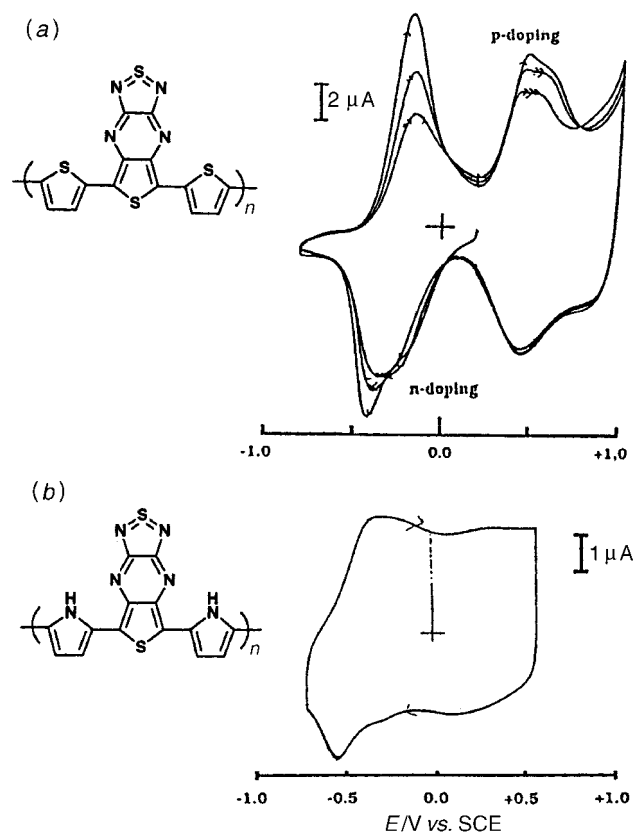 (a)
S
N N
N N
S S
S
n
p-doping
2 μA
n-doping
-1.0 0.0 +1,0
(b)
S
N N
N N
H H
N N
S
n
1 μA
-1.0 -0.5 0.0 +0.5 +1.0
E/V vs. SCE